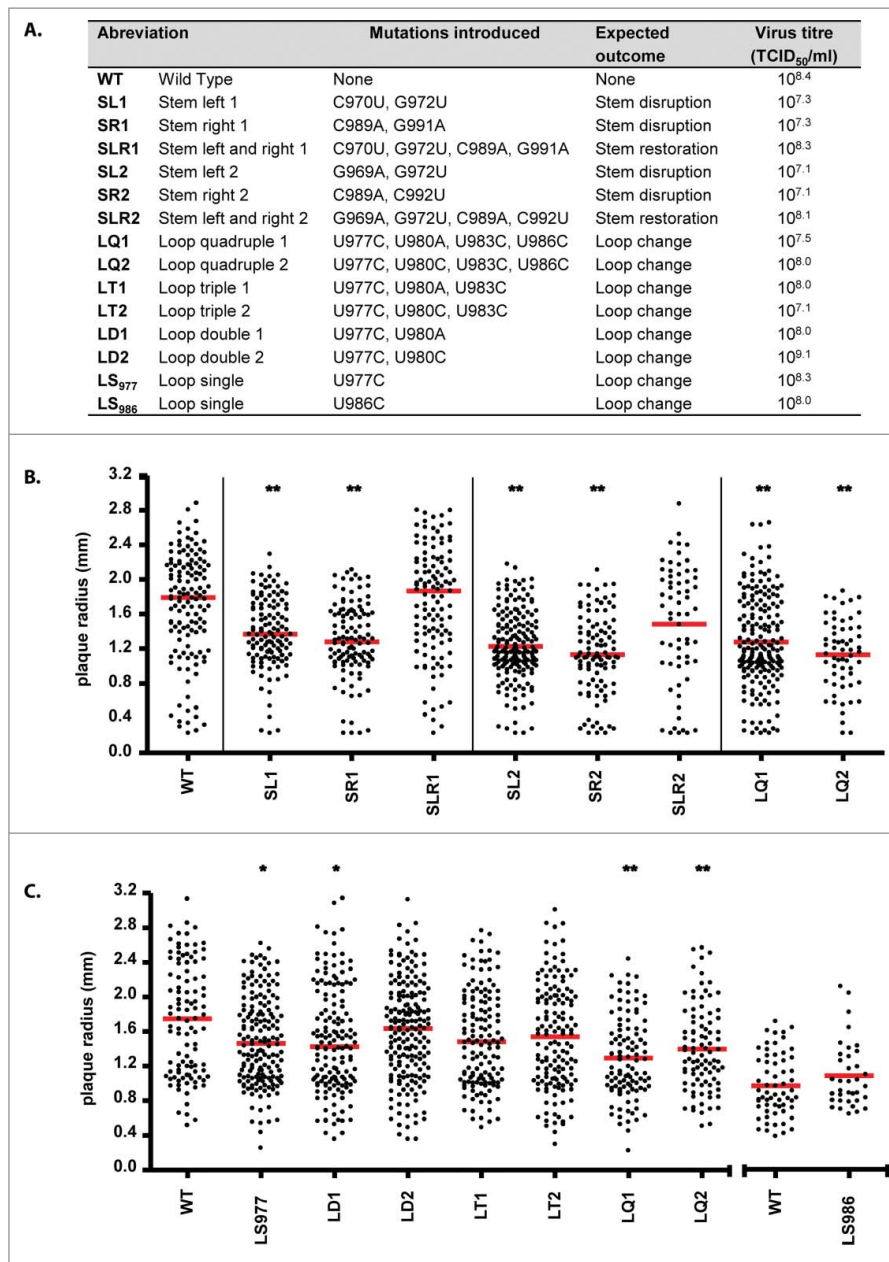 A.
Abreviation Mutations introduced Expected outcome Virus titre (TCID50/ml)
WT Wild Type None None 10^8.4
SL1 Stem left 1 C970U, G972U Stem disruption 10^7.3
SR1 Stem right 1 C989A, G991A Stem disruption 10^7.3
SLR1 Stem left and right 1 C970U, G972U, C989A, G991A Stem restoration 10^8.3
SL2 Stem left 2 G969A, G972U Stem disruption 10^7.1
SR2 Stem right 2 C989A, C992U Stem disruption 10^7.1
SLR2 Stem left and right 2 G969A, G972U, C989A, C992U Stem restoration 10^8.1
LQ1 Loop quadruple 1 U977C, U980A, U983C, U986C Loop change 10^7.5
LQ2 Loop quadruple 2 U977C, U980C, U983C, U986C Loop change 10^8.0
LT1 Loop triple 1 U977C, U980A, U983C Loop change 10^8.0
LT2 Loop triple 2 U977C, U980C, U983C Loop change 10^7.1
LD1 Loop double 1 U977C, U980A Loop change 10^8.0
LD2 Loop double 2 U977C, U980C Loop change 10^9.1
LS977 Loop single U977C Loop change 10^8.3
LS986 Loop single U986C Loop change 10^8.0
B.
plaque radius (mm)
3.2
2.8
2.4
2.0
1.6
1.2
0.8
0.4
0.0
** ** ** ** ** **
WT SL1 SR1 SLR1 SL2 SR2 SLR2 LQ1 LQ2
C.
plaque radius (mm)
3.2
2.8
2.4
2.0
1.6
1.2
0.8
0.4
0.0
* * ** **
WT LS977 LD1 LD2 LT1 LT2 LQ1 LQ2 WT LS986